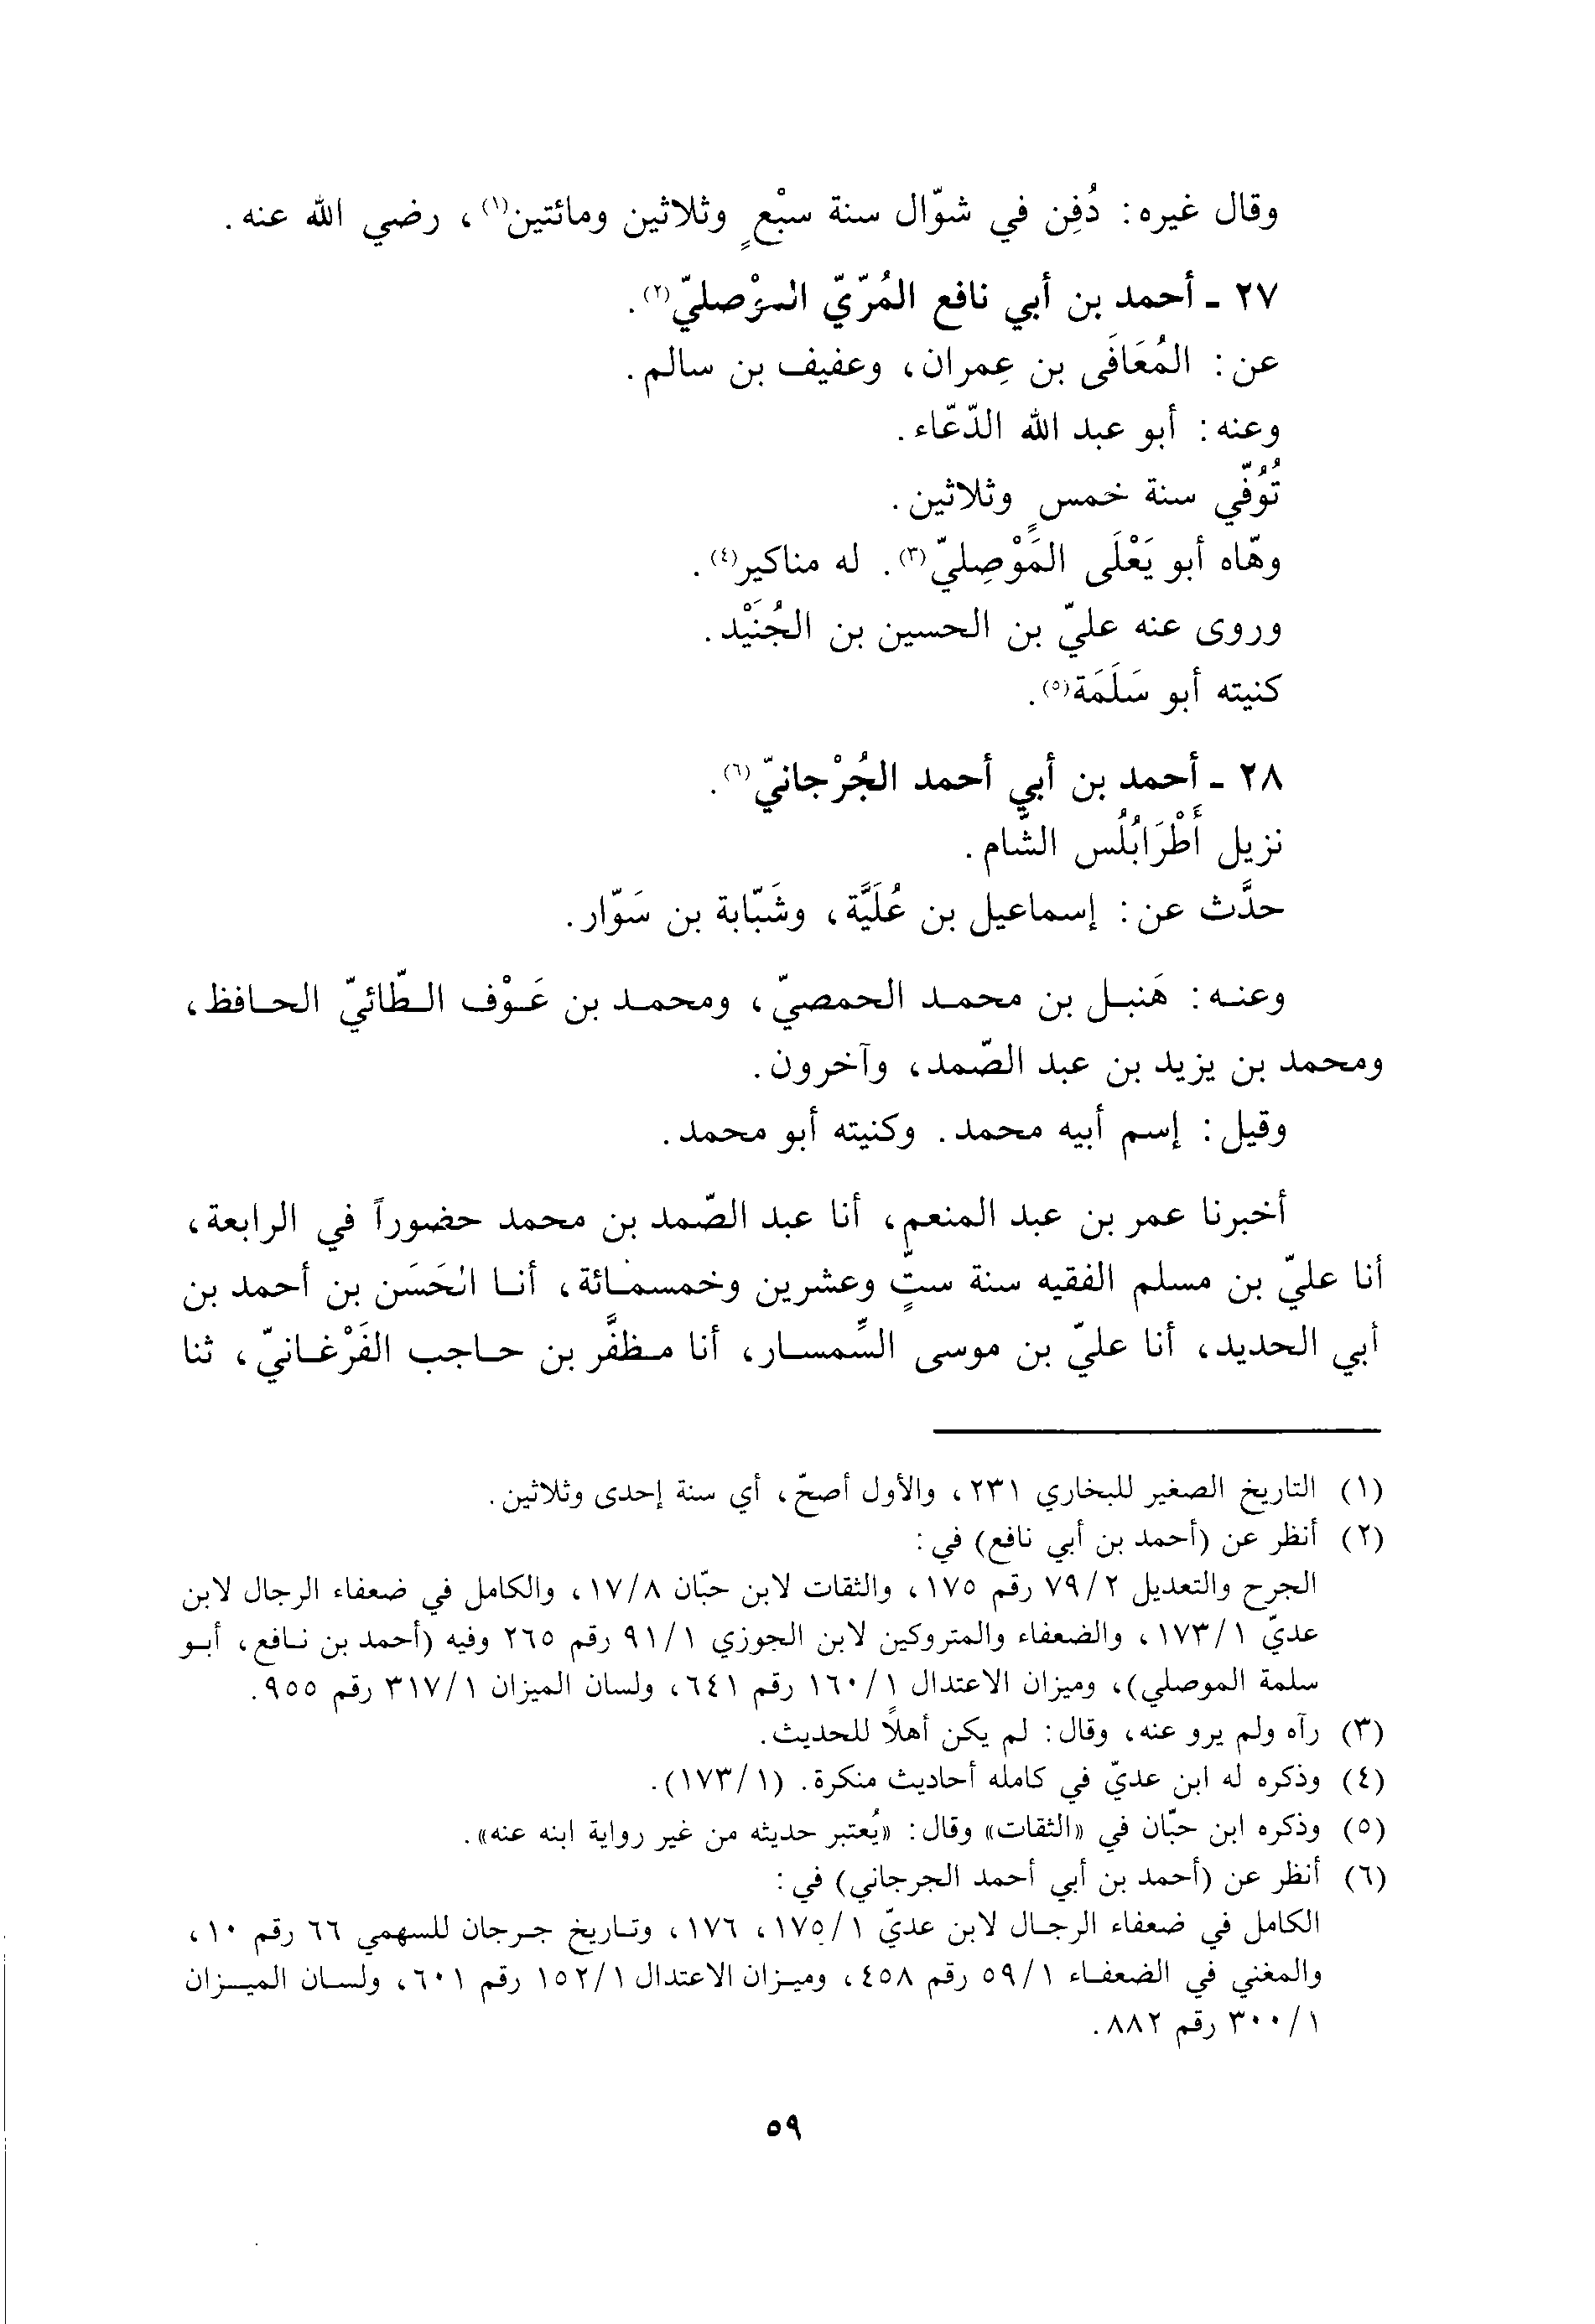 وقال غيره: دُفِن في شوّال سنة سبْعٍ وثلاثين ومائتين(١)، رضي الله عنه.
٢٧ ـ أحمد بن أبي نافع المُرّيّ الموْصليّ(٢).
عن: المُعَافَى بن عِمران، وعفيف بن سالم.
وعنه: أبو عبد الله الدّعّاء.
تُوُفّي سنة خمسٍ وثلاثين.
وهّاه أبو يَعْلَى المَوْصِليّ(٣). له مناكير(٤).
وروى عنه عليّ بن الحسين بن الجُنَيْد.
كنيته أبو سَلَمَة(٥).
٢٨ ـ أحمد بن أبي أحمد الجُرْجانيّ(٦).
نزيل أَطْرَابُلُس الشّام.
حدَّث عن: إسماعيل بن عُلَيَّة، وشَبّابة بن سَوّار.
وعنه: هَنبل بن محمد الحمصيّ، ومحمد بن عَوْف الطّائيّ الحافظ،
ومحمد بن يزيد بن عبد الصّمد، وآخرون.
وقيل: إسم أبيه محمد. وكنيته أبو محمد.
أخبرنا عمر بن عبد المنعم، أنا عبد الصّمد بن محمد حضوراً في الرابعة،
أنا عليّ بن مسلم الفقيه سنة ستٍّ وعشرين وخمسمائة، أنا الحَسَن بن أحمد بن
أبي الحديد، أنا عليّ بن موسى السِّمسار، أنا مظفَّر بن حاجب الفَرْغانيّ، ثنا
(١) التاريخ الصغير للبخاري ٢٣١، والأول أصحّ، أي سنة إحدى وثلاثين.
(٢) أنظر عن (أحمد بن أبي نافع) في:
الجرح والتعديل ٢/٧٩ رقم ١٧٥، والثقات لابن حبّان ٨/١٧، والكامل في ضعفاء الرجال لابن
عديّ ١/١٧٣، والضعفاء والمتروكين لابن الجوزي ١/٩١ رقم ٢٦٥ وفيه (أحمد بن نافع، أبو
سلمة الموصلي)، وميزان الاعتدال ١/١٦٠ رقم ٦٤١، ولسان الميزان ١/٣١٧ رقم ٩٥٥.
(٣) رآه ولم يرو عنه، وقال: لم يكن أهلًا للحديث.
(٤) وذكره له ابن عديّ في كامله أحاديث منكرة. (١/١٧٣).
(٥) وذكره ابن حبّان في «الثقات» وقال: «يُعتبر حديثه من غير رواية ابنه عنه».
(٦) أنظر عن (أحمد بن أبي أحمد الجرجاني) في:
الكامل في ضعفاء الرجال لابن عديّ ١/١٧٥، ١٧٦، وتاريخ جرجان للسهمي ٦٦ رقم ١٠،
والمغني في الضعفاء ١/٥٩ رقم ٤٥٨، وميزان الاعتدال ١/١٥٢ رقم ٦٠١، ولسان الميزان
١/٣٠٠ رقم ٨٨٢.
٥٩